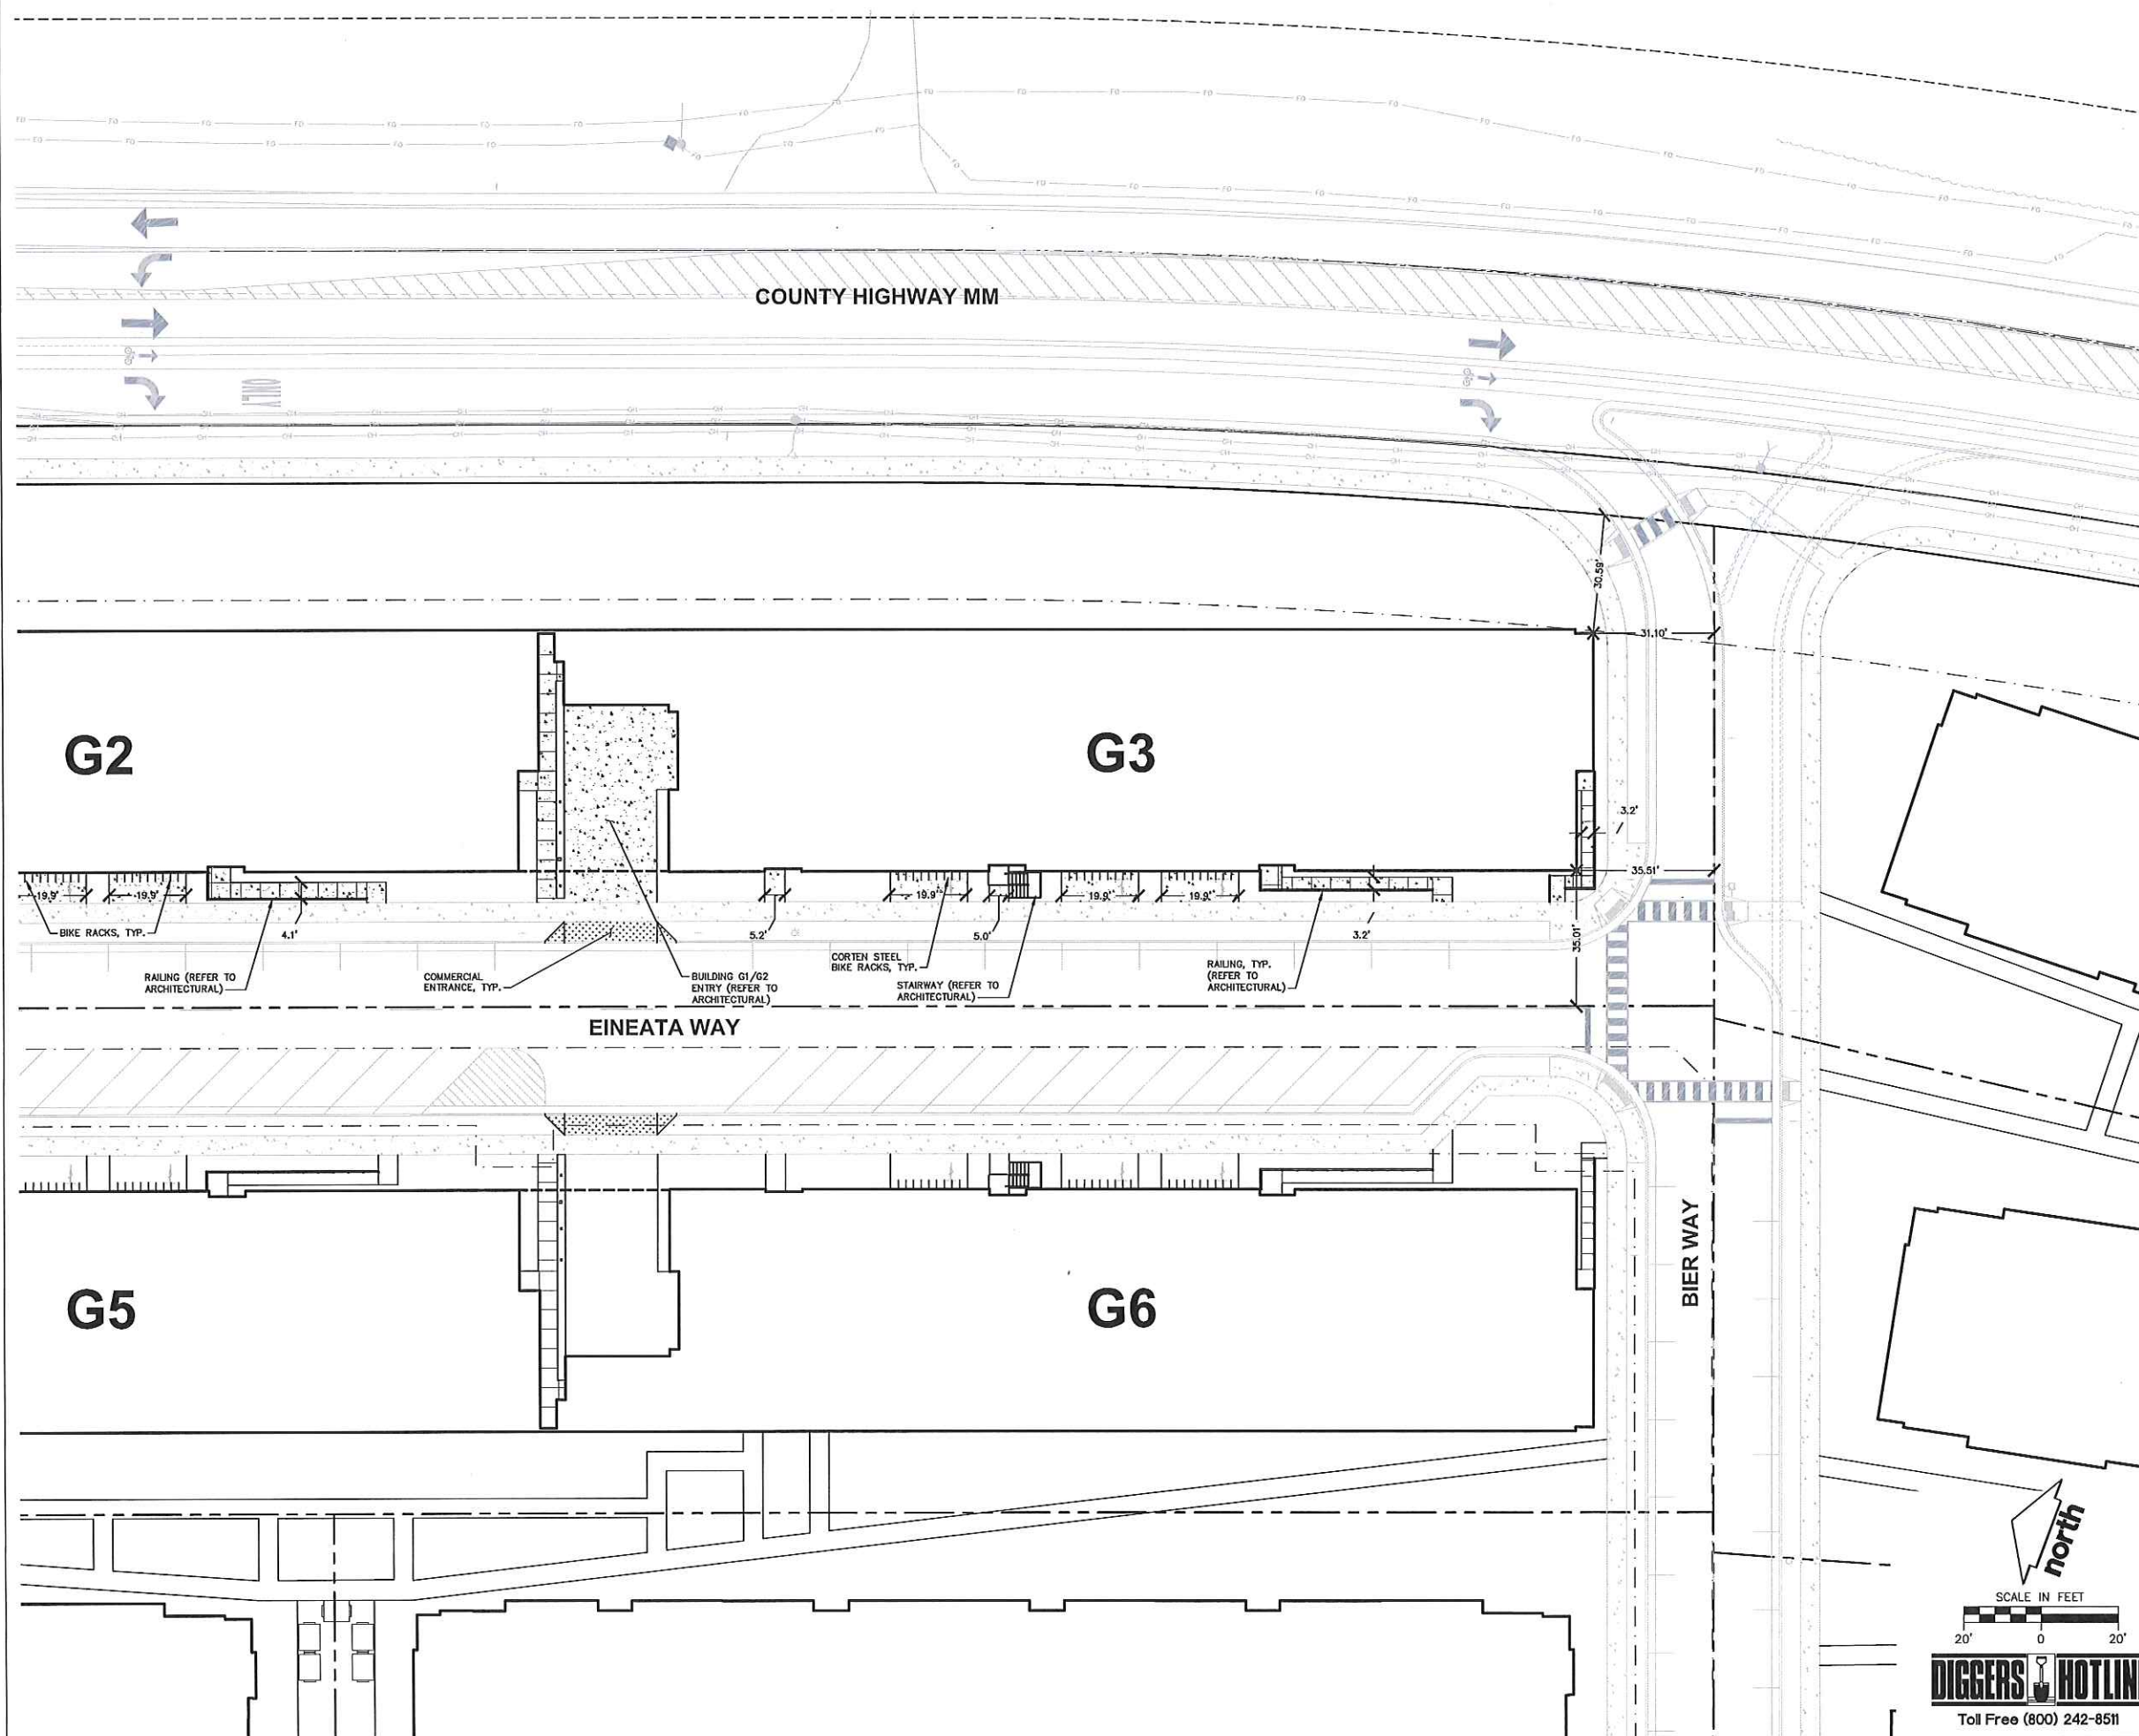 COUNTY HIGHWAY MM
ONLY
30.59'
31.10'
G2
G3
3.2'
35.51'
19.9'
19.9'
19.9'
19.9'
19.9'
BIKE RACKS, TYP.
4.1'
5.2'
5.0'
3.2'
35.01'
RAILING (REFER TO
ARCHITECTURAL)
COMMERCIAL
ENTRANCE, TYP.
BUILDING G1/G2
ENTRY (REFER TO
ARCHITECTURAL)
CORTEN STEEL
BIKE RACKS, TYP.
STAIRWAY (REFER TO
ARCHITECTURAL)
RAILING, TYP.
(REFER TO
ARCHITECTURAL)
EINEATA WAY
BIER WAY
G5
G6
north
SCALE IN FEET
20' 0 20'
DIGGERS HOTLIN
Toll Free (800) 242-8511